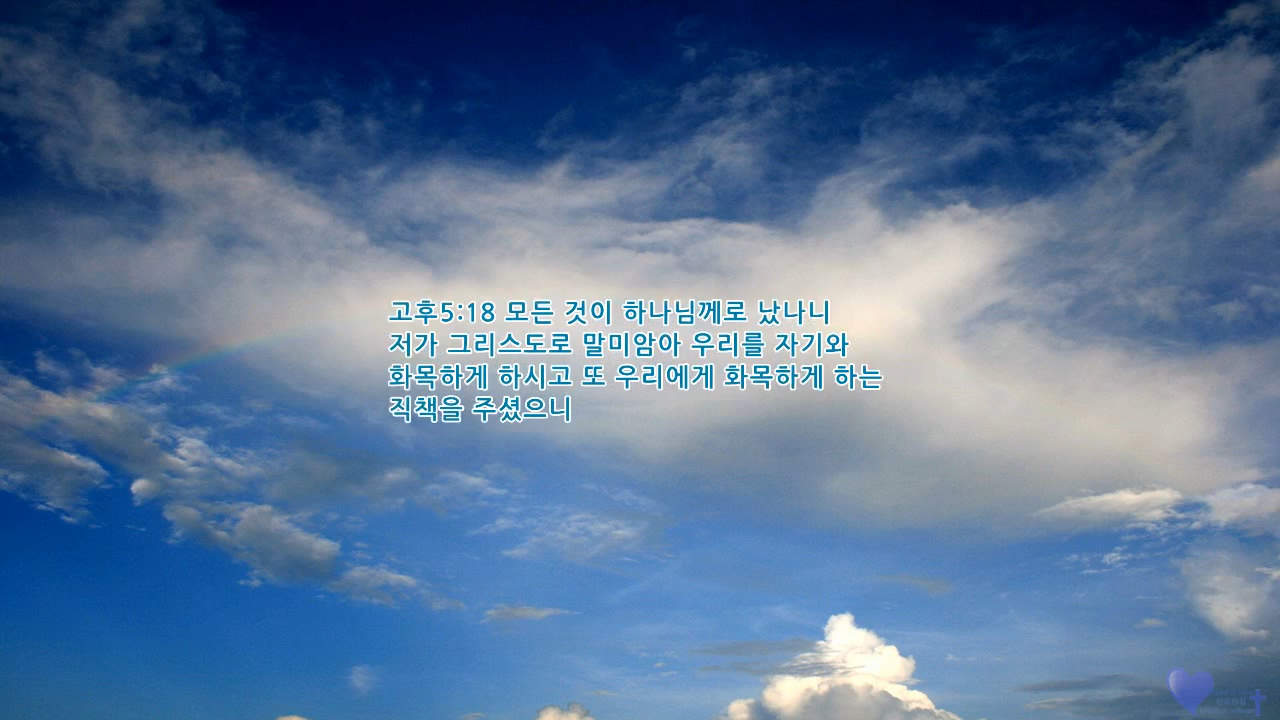 고후5:18 모든 것이 하나님께로 났나니
저가 그리스도로 말미암아 우리를 자기와
화목하게 하시고 또 우리에게 화목하게 하는
직책을 주셨으니